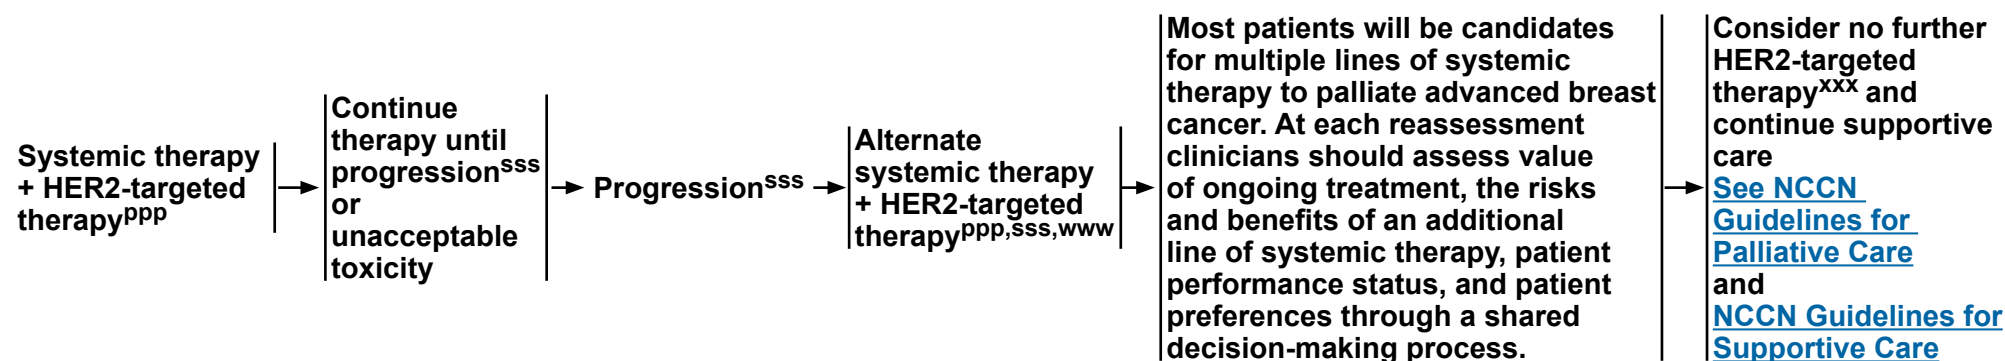 Systemic therapy
+ HER2-targeted
therapyppp
Continue
therapy until
progressionsss
or
unacceptable
toxicity
Progressionsss
Alternate
systemic therapy
+ HER2-targeted
therapyppp,sss,www
Most patients will be candidates
for multiple lines of systemic
therapy to palliate advanced breast
cancer. At each reassessment
clinicians should assess value
of ongoing treatment, the risks
and benefits of an additional
line of systemic therapy, patient
performance status, and patient
preferences through a shared
decision-making process.
Consider no further
HER2-targeted
therapyxxx and
continue supportive
care
See NCCN
Guidelines for
Palliative Care
and
NCCN Guidelines for
Supportive Care